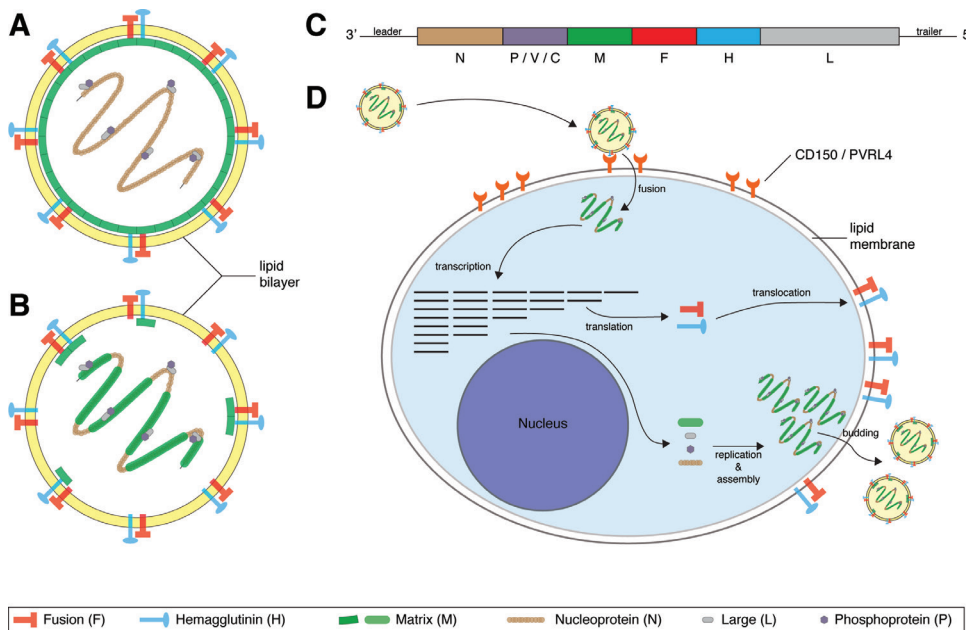 A
C
3'
leader
trailer
5
N
P / V / C
M
F
H
L
D
CD150 / PVRL4
fusion
lipid
membrane
transcription
lipid
bilayer
translocation
B
translation
Nucleus
budding
replication
&
assembly
Fusion (F)
Hemagglutinin (H)
Matrix (M)
Nucleoprotein (N)
Large (L)
Phosphoprotein (P)